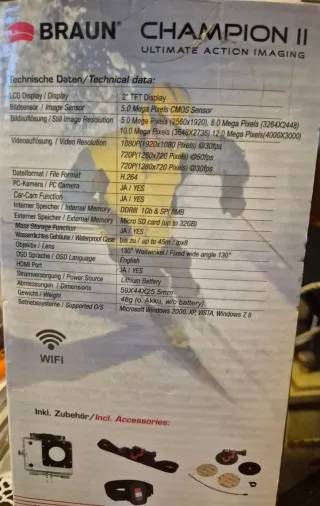 BRAUN® CHAMPION II
ULTIMATE ACTION IMAGING
Technische Daten/Technical data:
LCD Display / Display 2" TFT Display
Bildsensor / Image Sensor 5.0 Mega Pixels CMOS Sensor
Bildauflösung / Still Image Resolution 5.0 Mega Pixels (2560x1920), 8.0 Mega Pixels (3264X2448)
10.0 Mega Pixels (3648X2736) 12.0 Mega Pixels(4000X3000)
Videoauflösung / Video Resolution 1080P(1920x1080 Pixels) @30fps
720P(1280x720 Pixels) @60fps
720P(1280x720 Pixels) @30fps
Dateiformat / File Format H.264
PC-Kamera / PC Camera JA / YES
Car-Cam Function JA / YES
Interner Speicher / Internal Memory DDRIII 1Gb & SPI 8MB
Externer Speicher / External Memory Micro SD card (up to 32GB)
Mass Storage Function JA / YES
Wasserdichtes Gehäuse / Waterproof Case bis zu / up to 45m / ipx8
Objektiv / Lens 130° Weitwinkel / Fixed wide angle 130°
OSD Sprache / OSD Language English
HDMI Port JA / YES
Stromversorgung / Power Source Lithium Battery
Abmessungen / Dimensions 59X44X25.5mm
Gewicht / Weight 48g (o. Akku, w/o battery)
Betriebssysteme / Supported O/S Microsoft Windows 2000, XP, VISTA, Windows 7, 8
WIFI
Inkl. Zubehör/Incl. Accessories: